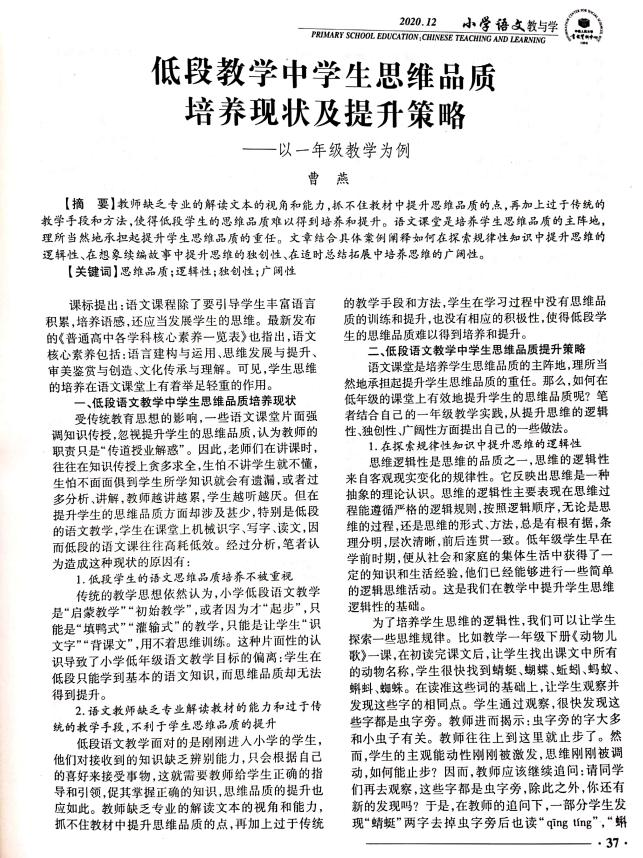 2020.12
小学语文教与学
PRIMARY SCHOOL EDUCATION:CHINESE TEACHING AND LEARNING
低段教学中学生思维品质
培养现状及提升策略
——以一年级教学为例
曹 燕
【摘 要】教师缺乏专业的解读文本的视角和能力,抓不住教材中提升思维品质的点,再加上过于传统的
教学手段和方法,使得低段学生的思维品质难以得到培养和提升。语文课堂是培养学生思维品质的主阵地,
理所当然地承担起提升学生思维品质的重任。文章结合具体案例阐释如何在探索规律性知识中提升思维的
逻辑性、在想象续编故事中提升思维的独创性、在适时总结拓展中培养思维的广阔性。
【关键词】思维品质;逻辑性;独创性;广阔性
课标提出:语文课程除了要引导学生丰富语言
积累,培养语感,还应当发展学生的思维。最新发布
的《普通高中各学科核心素养一览表》也指出,语文
核心素养包括:语言建构与运用、思维发展与提升、
审美鉴赏与创造、文化传承与理解。可见,学生思维
的培养在语文课堂上有着举足轻重的作用。
一、低段语文教学中学生思维品质培养现状
受传统教育思想的影响,一些语文课堂片面强
调知识传授,忽视提升学生的思维品质,认为教师的
职责只是“传道授业解惑”。因此,老师们在讲课时,
往往在知识传授上贪多求全,生怕不讲学生就不懂,
生怕不面面俱到学生所学知识就会有遗漏,或者过
多分析、讲解,教师越讲越累,学生越听越厌。但在
提升学生的思维品质方面却涉及甚少,特别是低段
的语文教学,学生在课堂上机械识字、写字、读文,因
而低段的语文课往往高耗低效。经过分析,笔者认
为造成这种现状的原因有:
1.低段学生的语文思维品质培养不被重视
传统的教学思想依然认为,小学低段语文教学
是“启蒙教学”“初始教学”,或者因为才“起步”,只
能是“填鸭式”“灌输式”的教学,只能是让学生“识
文字”“背课文”,用不着思维训练。这种片面性的认
识导致了小学低年级语文教学目标的偏离:学生在
低段只能学到基本的语文知识,而思维品质却无法
得到提升。
2.语文教师缺乏专业解读教材的能力和过于传
统的教学手段,不利于学生思维品质的提升
低段语文教学面对的是刚刚进入小学的学生,
他们对接收到的知识缺乏辨别能力,只会根据自己
的喜好来接受事物,这就需要教师给学生正确的指
导和引领,促其掌握正确的知识,思维品质的提升也
应如此。教师缺乏专业的解读文本的视角和能力,
抓不住教材中提升思维品质的点,再加上过于传统
的教学手段和方法,学生在学习过程中没有思维品
质的训练和提升,也没有相应的积极性,使得低段学
生的思维品质难以得到培养和提升。
二、低段语文教学中学生思维品质提升策略
语文课堂是培养学生思维品质的主阵地,理所当
然地承担起提升学生思维品质的重任。那么,如何在
低年级的课堂上有效地提升学生的思维品质呢?笔
者结合自己的一年级教学实践,从提升思维的逻辑
性、独创性、广阔性方面提出自己的一些做法。
1.在探索规律性知识中提升思维的逻辑性
思维逻辑性是思维的品质之一,思维的逻辑性
来自客观现实变化的规律性。它反映出思维是一种
抽象的理论认识。思维的逻辑性主要表现在思维过
程能遵循严格的逻辑规则,按照逻辑顺序,无论是思
维的过程,还是思维的形式、方法,总是有根有据,条
理分明,层次清晰,前后连贯一致。低年级学生早在
学前时期,便从社会和家庭的集体生活中获得了一
定的知识和生活经验,他们已经能够进行一些简单
的逻辑思维活动。这是我们在教学中提升学生思维
逻辑性的基础。
为了培养学生思维的逻辑性,我们可以让学生
探索一些思维规律。比如教学一年级下册《动物儿
歌》一课,在初读完课文后,让学生找出课文中所有
的动物名称,学生很快找到蜻蜓、蝴蝶、蚯蚓、蚂蚁、
蝌蚪、蜘蛛。在读准这些词的基础上,让学生观察并
发现这些字的相同点。学生通过观察,很快发现这
些字都是虫字旁。教师进而揭示:虫字旁的字大多
和小虫子有关。教师往往上到这里就止步了。然
而,学生的主观能动性刚刚被激发,思维刚刚被调
动,如何能止步?因而,教师应该继续追问:请同学
们再去观察,这些字都是虫字旁,除此之外,你还有
新的发现吗?于是,在教师的追问下,一部分学生发
现“蜻蜓”两字去掉虫字旁后也读“qīng tíng”,“蝌
· 37 ·